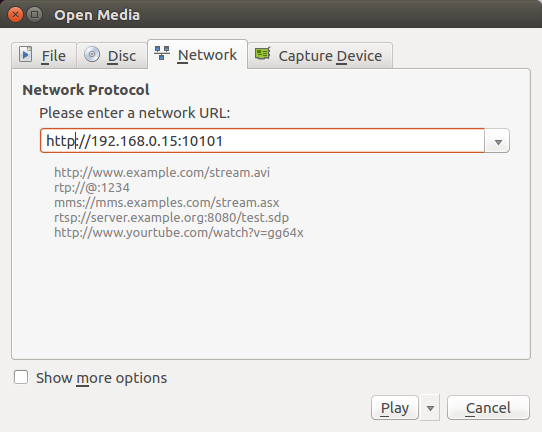 Open Media
File
Disc
Network
Capture Device
Network Protocol
Please enter a network URL:
http://192.168.0.15:10101
http://www.example.com/stream.avi
rtp://@:1234
mms://mms.examples.com/stream.asx
rtsp://server.example.org:8080/test.sdp
http://www.yourtube.com/watch?v=gg64x
Show more options
Play
Cancel